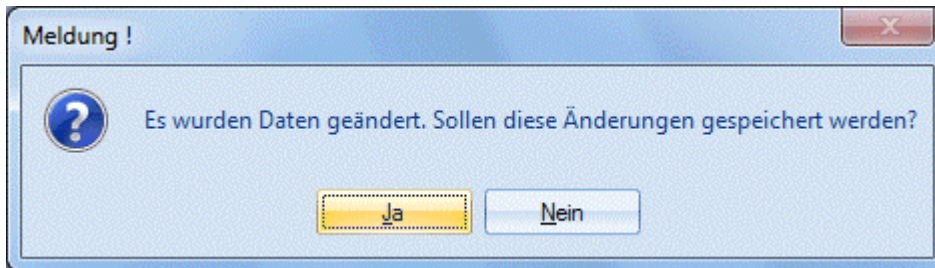 Meldung !
Es wurden Daten geändert. Sollen diese Änderungen gespeichert werden?
Ja
Nein